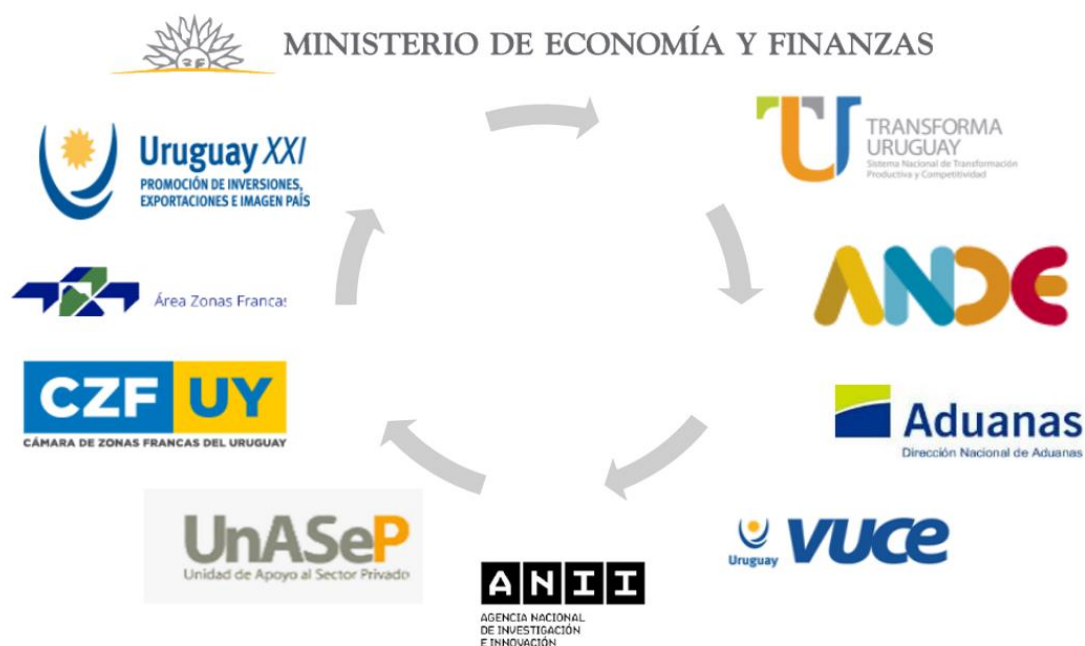 MINISTERIO DE ECONOMÍA Y FINANZAS
TRANSFORMA
URUGUAY
Sistema Nacional de Transformación
Productiva y Competitividad
ANDE
Aduanas
Dirección Nacional de Aduanas
Uruguay
vuce
ANII
AGENCIA NACIONAL
DE INVESTIGACIÓN
E INNOVACIÓN
UnASeP
Unidad de Apoyo al Sector Privado
CZF UY
CÁMARA DE ZONAS FRANCAS DEL URUGUAY
Área Zonas Francas
Uruguay XXI
PROMOCIÓN DE INVERSIONES,
EXPORTACIONES E IMAGEN PAÍS